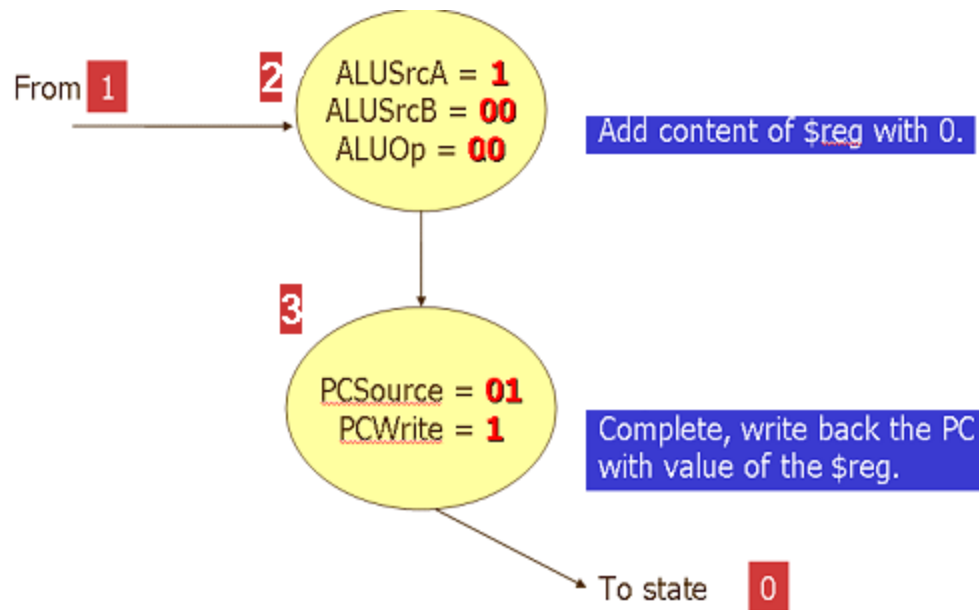 From 1
2
ALUSrcA = 1
ALUSrcB = 00
ALUOp = 00
Add content of $reg with 0.
3
PCSource = 01
PCWrite = 1
Complete, write back the PC
with value of the $reg.
To state 0